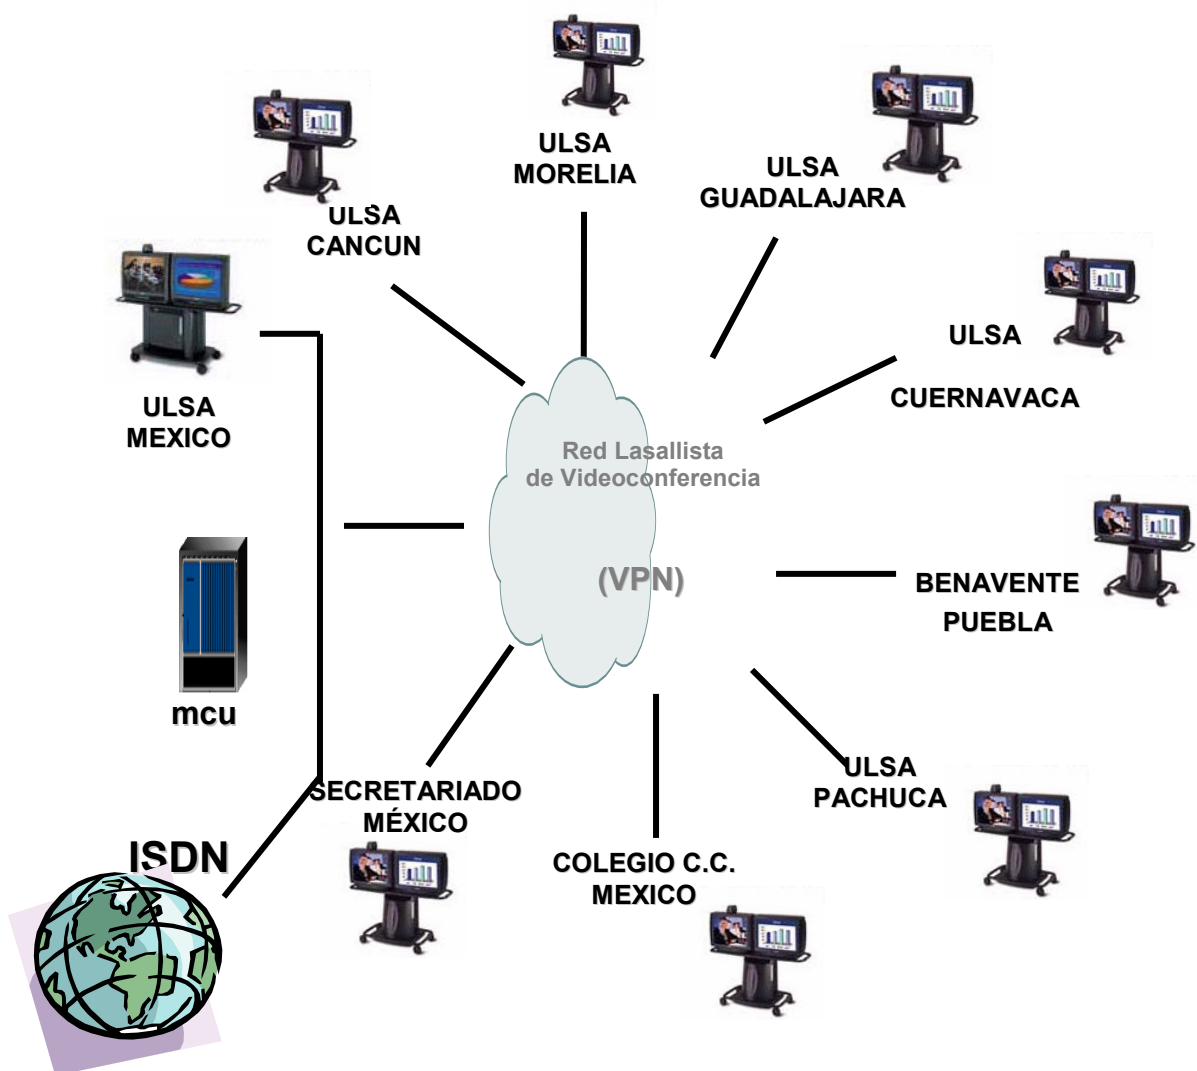 ULSA
MORELIA
ULSA
GUADALAJARA
ULSA
CANCUN
ULSA
CUERNAVACA
ULSA
MEXICO
Red Lasallista
de Videoconferencia
(VPN)
BENAVENTE
PUEBLA
mcu
ULSA
PACHUCA
SECRETARIADO
MÉXICO
ISDN
COLEGIO C.C.
MEXICO